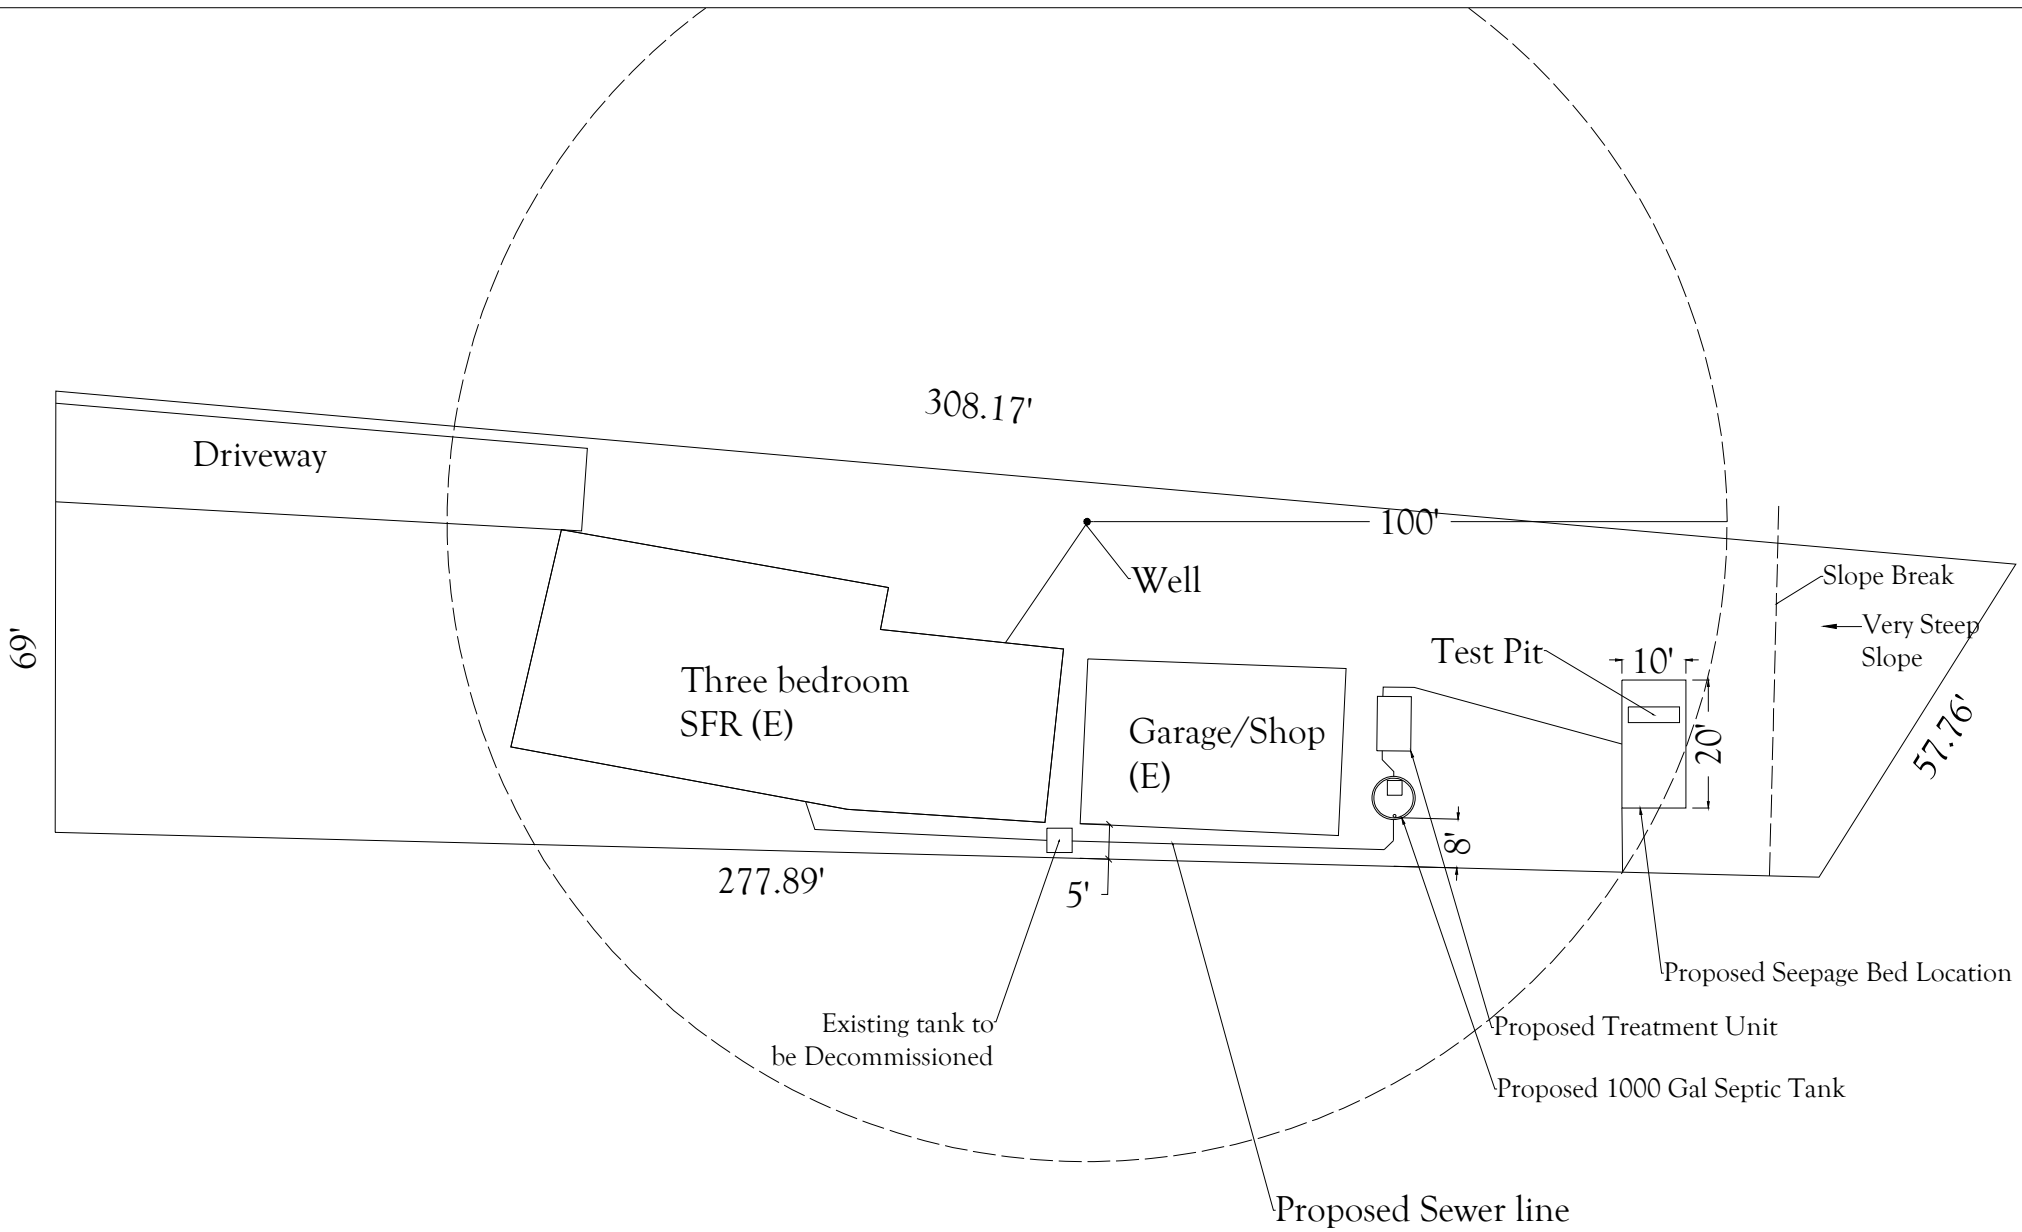 308.17'
Driveway
100'
Well
Slope Break
Very Steep
Slope
69'
Test Pit
10'
Three bedroom
SFR (E)
Garage/Shop
(E)
20'
57.76'
8'
277.89'
5'
Proposed Seepage Bed Location
Existing tank to
be Decommissioned
Proposed Treatment Unit
Proposed 1000 Gal Septic Tank
Proposed Sewer line